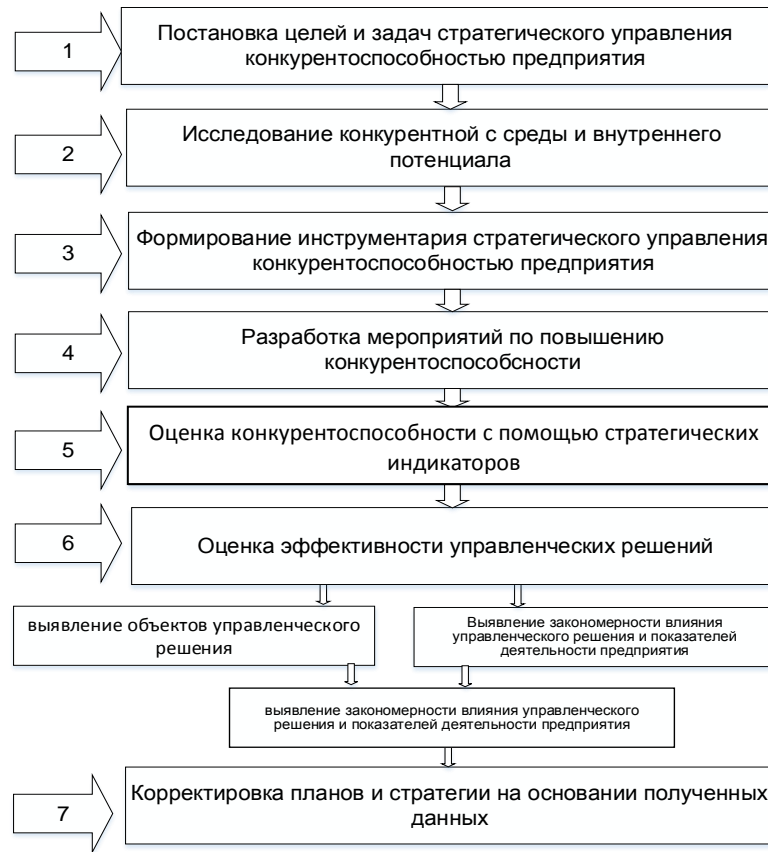 1
Постановка целей и задач стратегического управления
конкурентоспособностью предприятия
2
Исследование конкурентной с среды и внутреннего
потенциала
3
Формирование инструментария стратегического управления
конкурентоспособностью предприятия
4
Разработка мероприятий по повышению
конкурентоспособсности
5
Оценка конкурентоспособности с помощью стратегических
индикаторов
6
Оценка эффективности управленческих решений
выявление объектов управленческого
решения
Выявление закономерности влияния
управленческого решения и показателей
деятельности предприятия
выявление закономерности влияния управленческого
решения и показателей деятельности предприятия
7
Корректировка планов и стратегии на основании полученных
данных